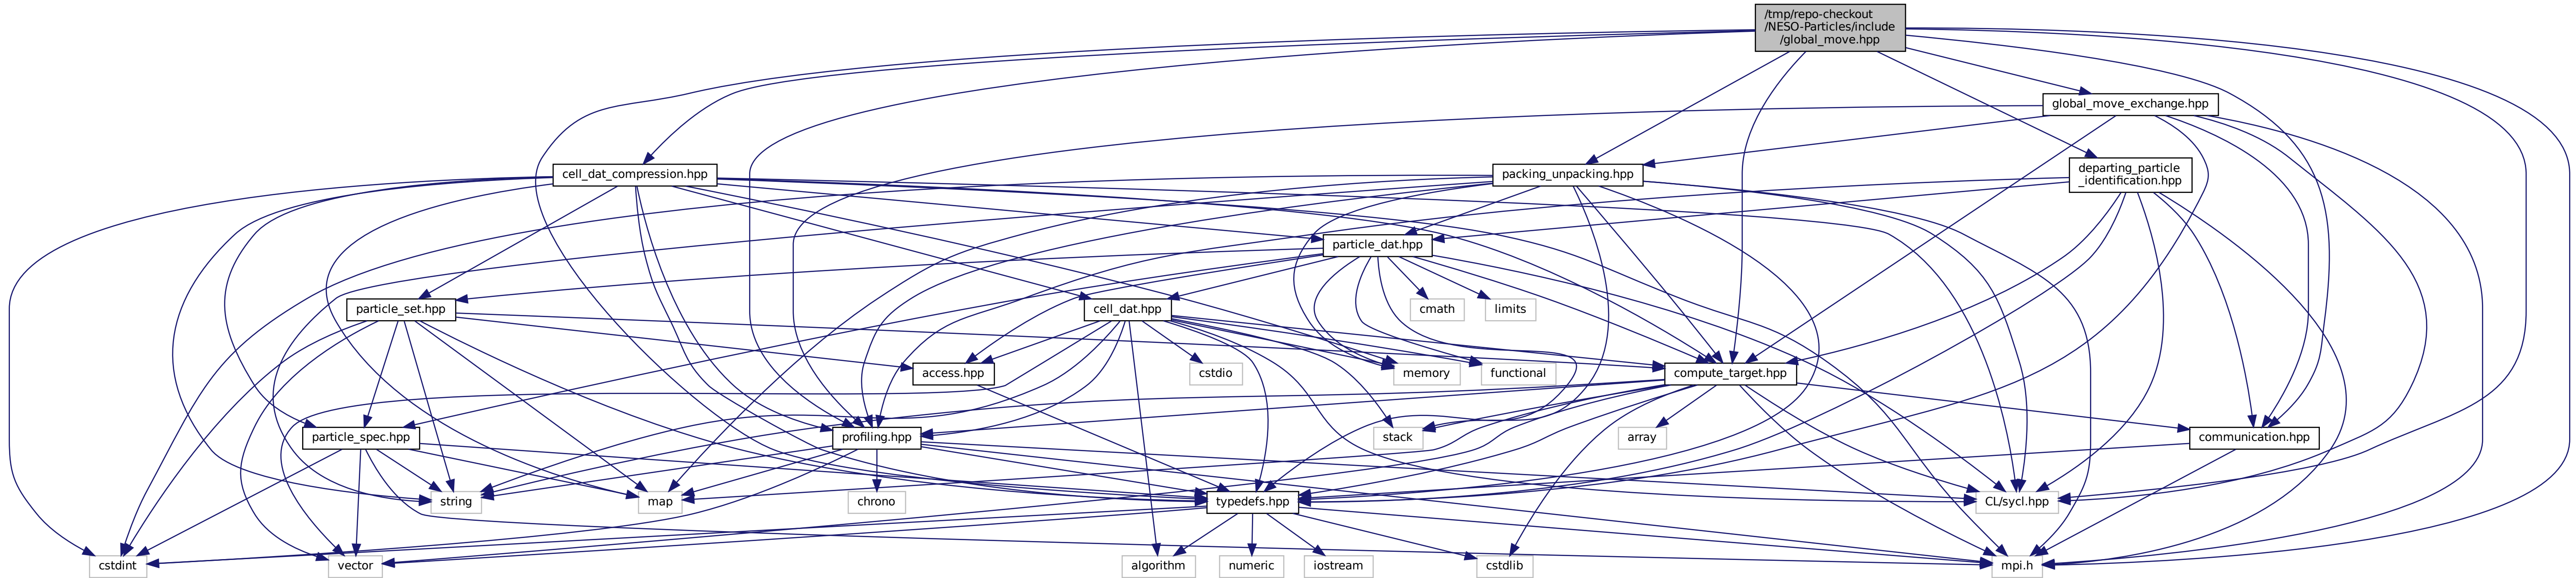 /tmp/repo-checkout
/NESO-Particles/include
/global_move.hpp
global_move_exchange.hpp
cell_dat_compression.hpp
packing_unpacking.hpp
departing_particle
_identification.hpp
particle_dat.hpp
particle_set.hpp
cell_dat.hpp
cmath
limits
access.hpp
cstdio
memory
functional
compute_target.hpp
particle_spec.hpp
profiling.hpp
stack
array
communication.hpp
string
map
chrono
typedefs.hpp
CL/sycl.hpp
cstdint
vector
algorithm
numeric
iostream
cstdlib
mpi.h